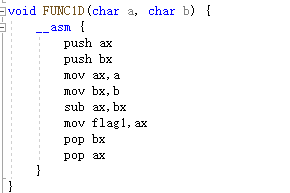 void FUNC1D(char a, char b) {
__asm {
push ax
push bx
mov ax,a
mov bx,b
sub ax,bx
mov flag1,ax
pop bx
pop ax
}
}